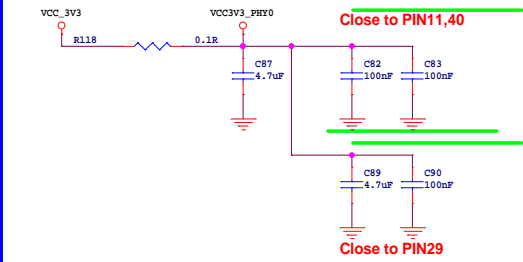 VCC_3V3 VCC3V3_PHY0 Close to PIN11,40
R118 0.1R
C87 C82 C83
4.7uF 100nF 100nF
C89 C90
4.7uF 100nF
Close to PIN29